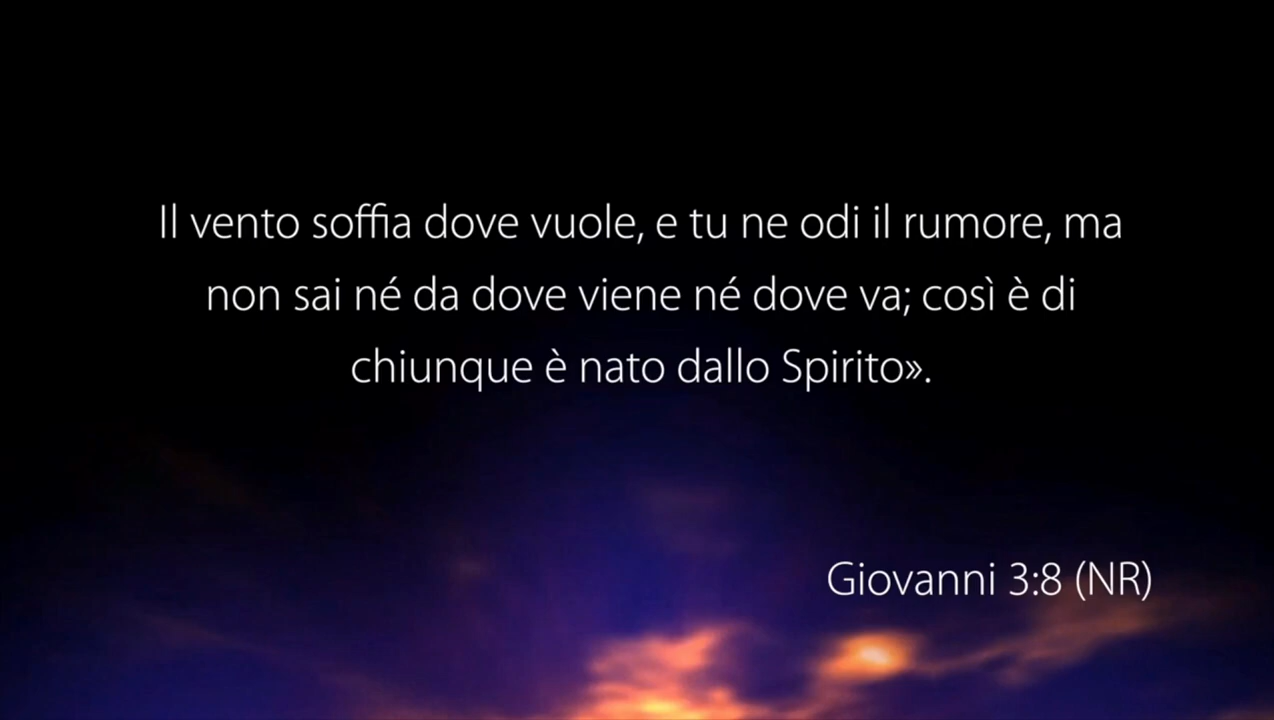 Il vento soffia dove vuole, e tu ne odi il rumore, ma
non sai né da dove viene né dove va; così è di
chiunque è nato dallo Spirito».
Giovanni 3:8 (NR)